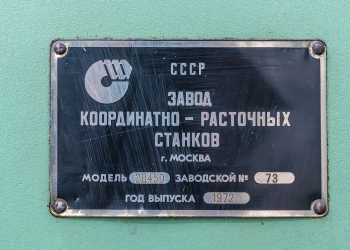 СССР
ЗАВОД
КООРДИНАТНО - РАСТОЧНЫХ
СТАНКОВ
г. МОСКВА
МОДЕЛЬ 2Д450 ЗАВОДСКОЙ № 73
ГОД ВЫПУСКА 1972